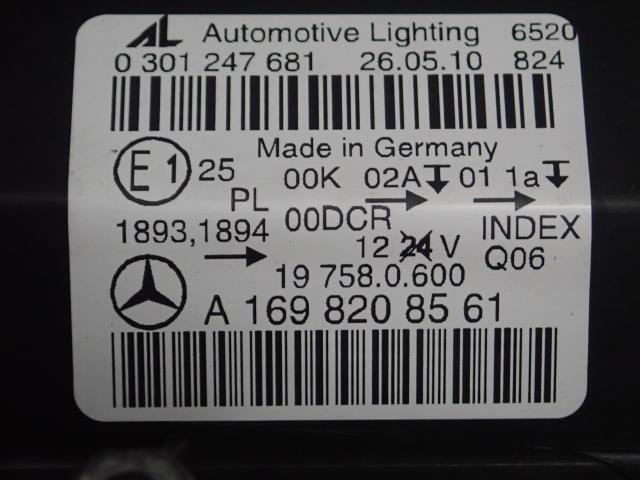 AL Automotive Lighting 6520
0 301 247 681 26.05.10 824
Made in Germany
E1 25 00K 02A 01 1a
PL 00DCR
1893,1894 12 24 V INDEX
19 758.0.600 Q06
A 169 820 85 61